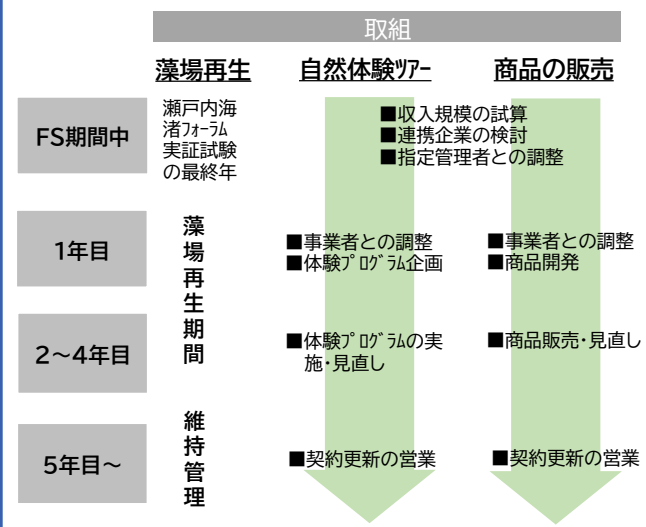 取組
藻場再生
自然体験ﾂｱｰ
商品の販売
FS期間中
瀬戸内海
渚ﾌｫｰﾗﾑ
実証試験
の最終年
■収入規模の試算
■連携企業の検討
■指定管理者との調整
1年目
藻場再生期間
■事業者との調整
■体験ﾌﾟﾛｸﾞﾗﾑ企画
■事業者との調整
■商品開発
2～4年目
■体験ﾌﾟﾛｸﾞﾗﾑの実
施・見直し
■商品販売・見直し
5年目～
維持管理
■契約更新の営業
■契約更新の営業